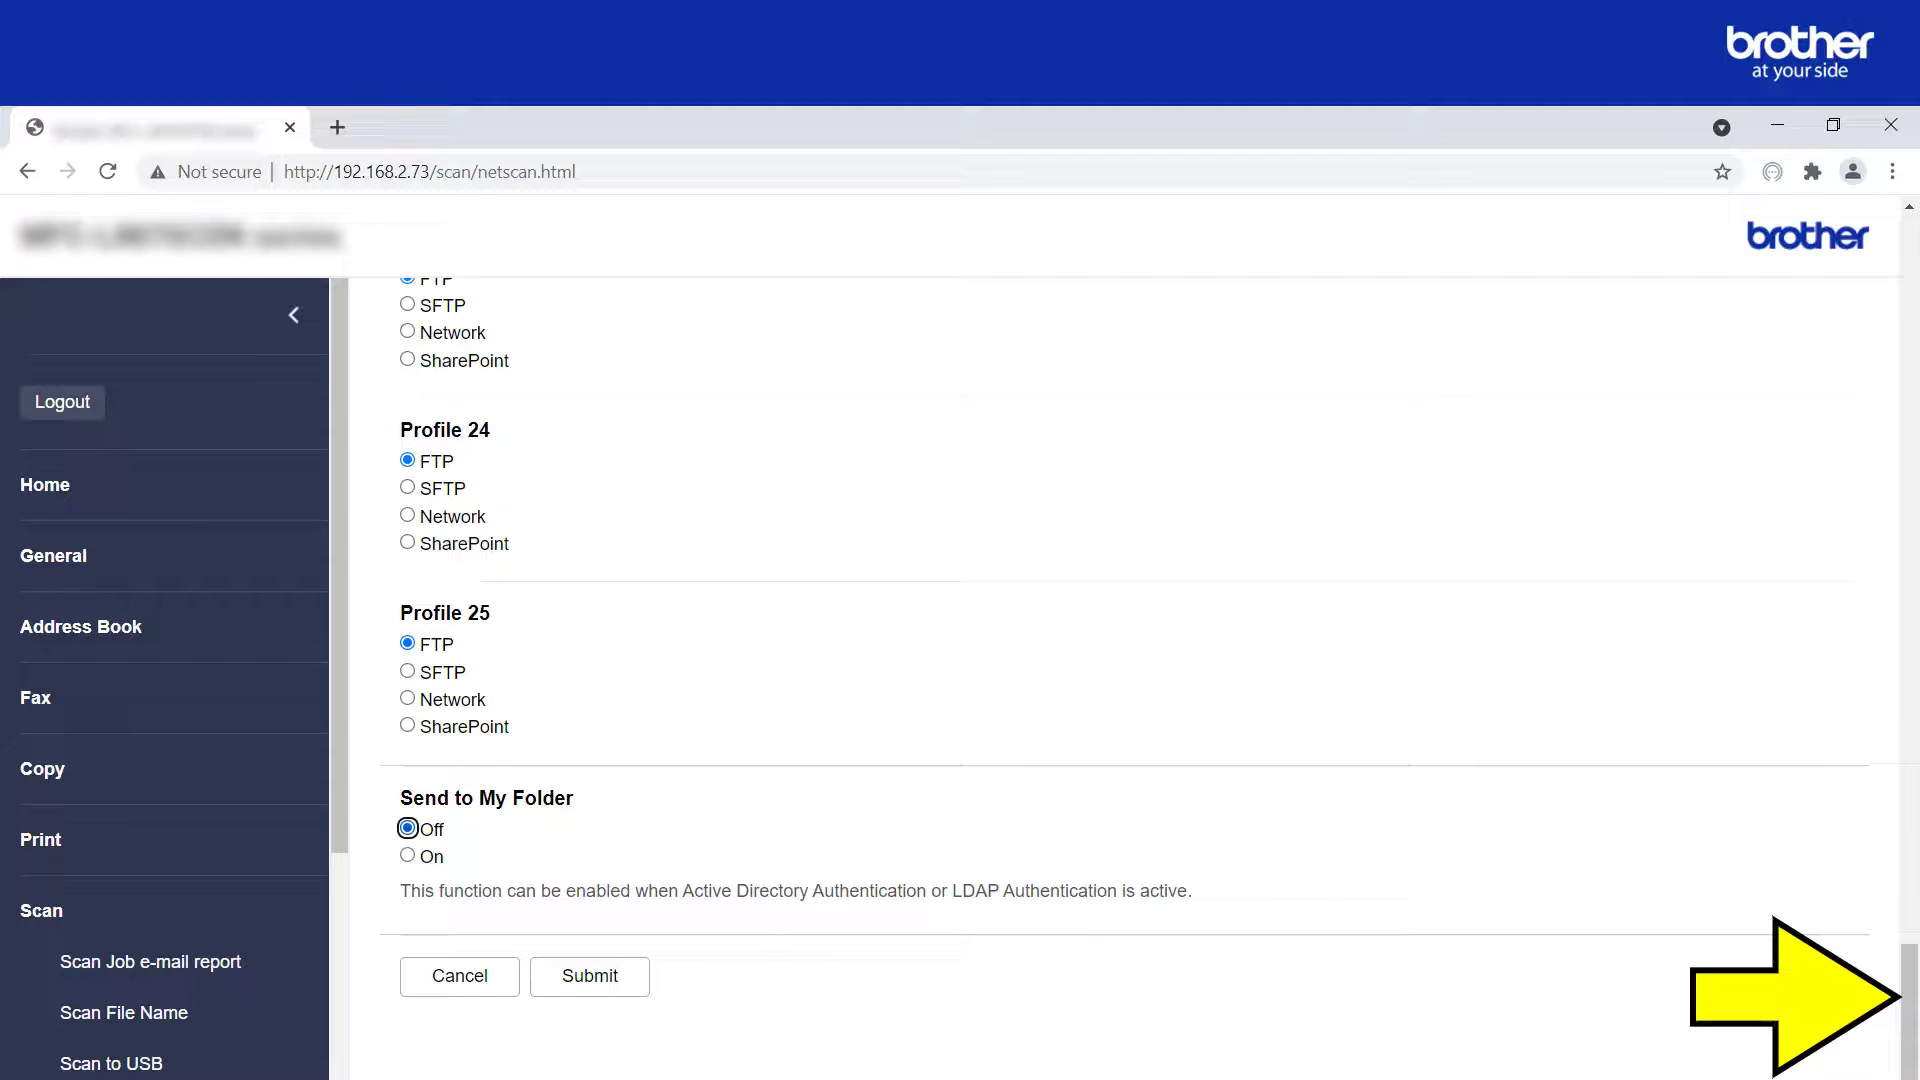 brother
at your side
Not secure | http://192.168.2.73/scan/netscan.html
brother
FTP
SFTP
Network
SharePoint
Logout
Profile 24
FTP
Home
SFTP
Network
SharePoint
General
Profile 25
Address Book
FTP
SFTP
Network
Fax
SharePoint
Copy
Send to My Folder
Off
Print
On
This function can be enabled when Active Directory Authentication or LDAP Authentication is active.
Scan
Scan Job e-mail report
Cancel Submit
Scan File Name
Scan to USB